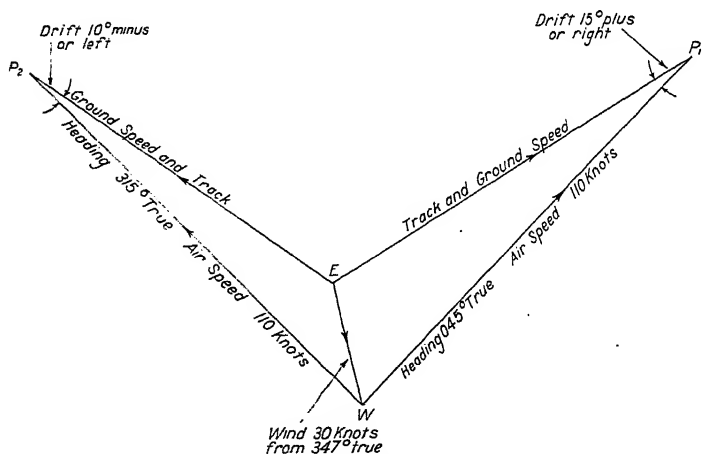 Drift 10° minus
or left
Drift 15° plus
or right
P₂
P₁
Ground Speed and Track
Heading 315° True Air Speed 110 Knots
Track and Ground Speed
Heading 045° True Air Speed 110 Knots
E
W
Wind 30 Knots
from 347° true